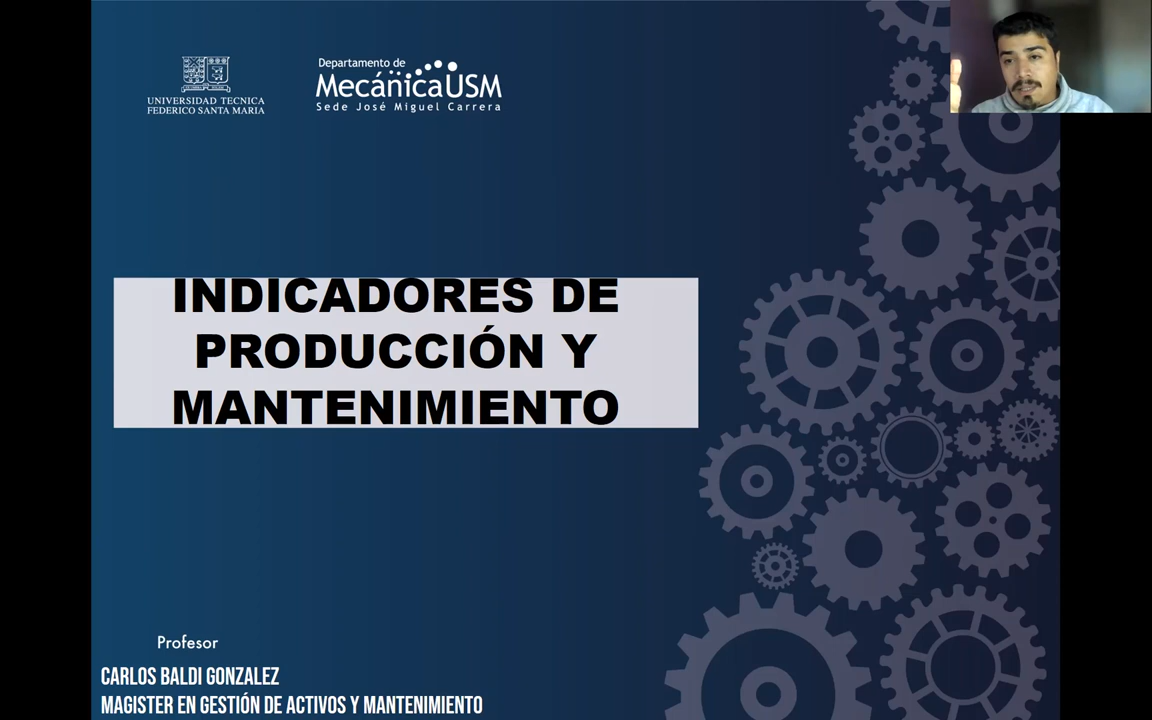 UNIVERSIDAD TECNICA
FEDERICO SANTA MARIA
Departamento de
MecánicaUSM
Sede José Miguel Carrera
INDICADORES DE
PRODUCCIÓN Y
MANTENIMIENTO
Profesor
CARLOS BALDI GONZALEZ
MAGISTER EN GESTIÓN DE ACTIVOS Y MANTENIMIENTO